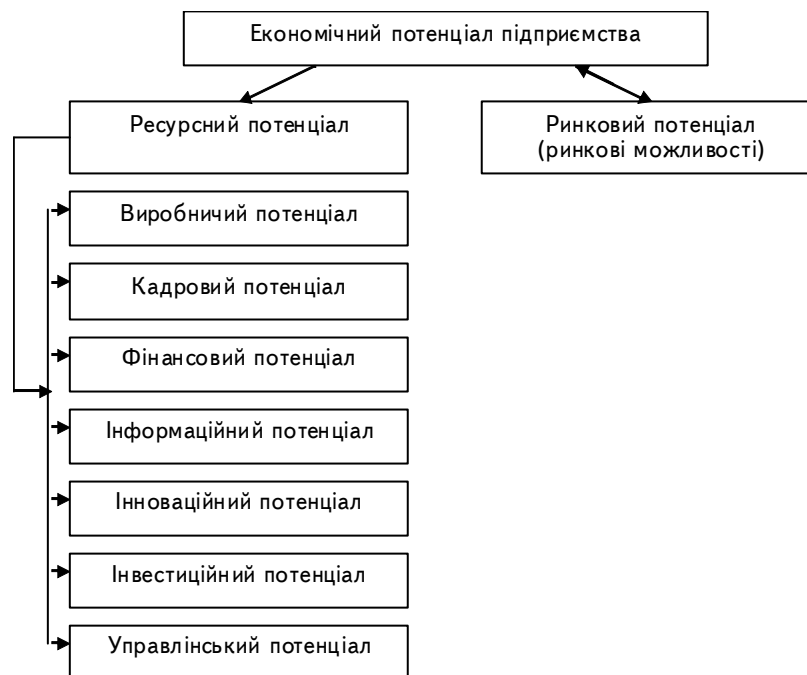 Економічний потенціал підприємства
Ресурсний потенціал
Ринковий потенціал
(ринкові можливості)
Виробничий потенціал
Кадровий потенціал
Фінансовий потенціал
Інформаційний потенціал
Інноваційний потенціал
Інвестиційний потенціал
Управлінський потенціал